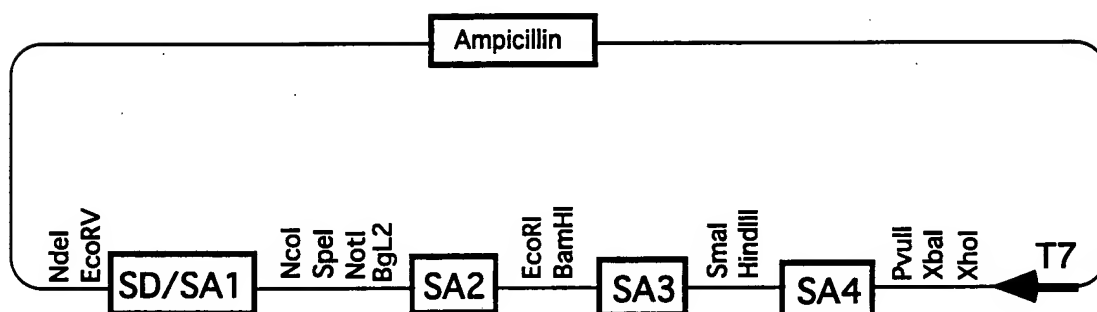 Ampicillin
NdeI
EcoRV
SD/SA1
NcoI
SpeI
NotI
BgL2
SA2
EcoRI
BamHI
SA3
SmaI
HindIII
SA4
PvuII
XbaI
XhoI
T7